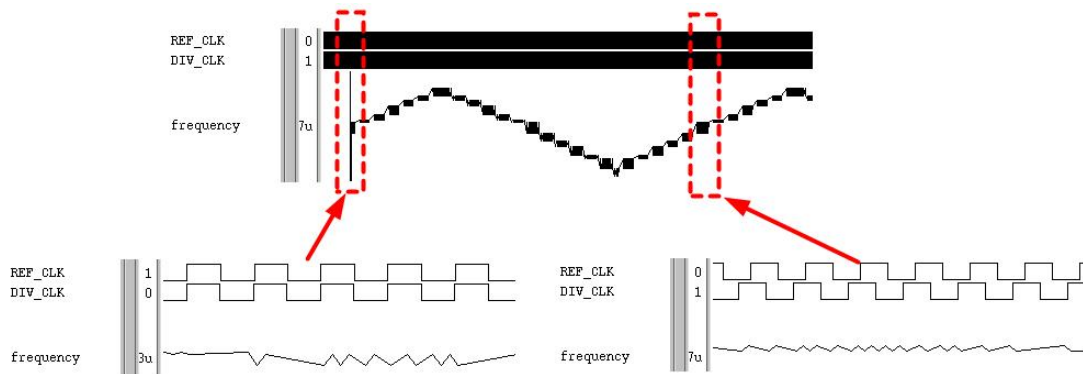 REF_CLK 0
DIV_CLK 1
frequency 7u
REF_CLK 1
DIV_CLK 0
frequency 3u
REF_CLK 0
DIV_CLK 1
frequency 7u